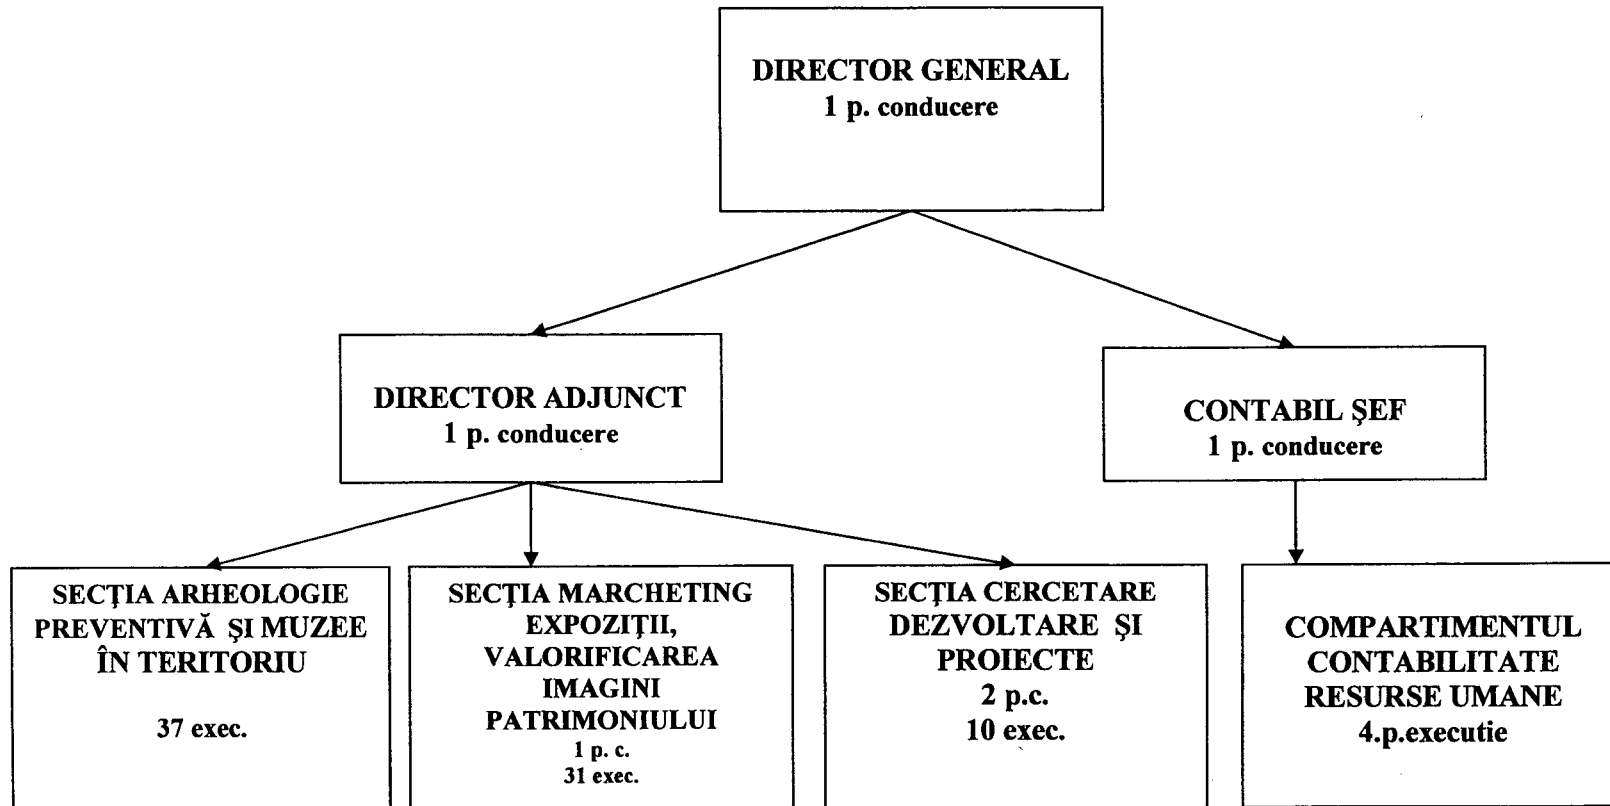 DIRECTOR GENERAL
1 p. conducere
DIRECTOR ADJUNCT
1 p. conducere
CONTABIL ŞEF
1 p. conducere
SECŢIA ARHEOLOGIE
PREVENTIVĂ ŞI MUZEE
ÎN TERITORIU
37 exec.
SECŢIA MARCHETING
EXPOZIŢII,
VALORIFICAREA
IMAGINI
PATRIMONIULUI
1 p. c.
31 exec.
SECŢIA CERCETARE
DEZVOLTARE ŞI
PROIECTE
2 p.c.
10 exec.
COMPARTIMENTUL
CONTABILITATE
RESURSE UMANE
4.p.executie